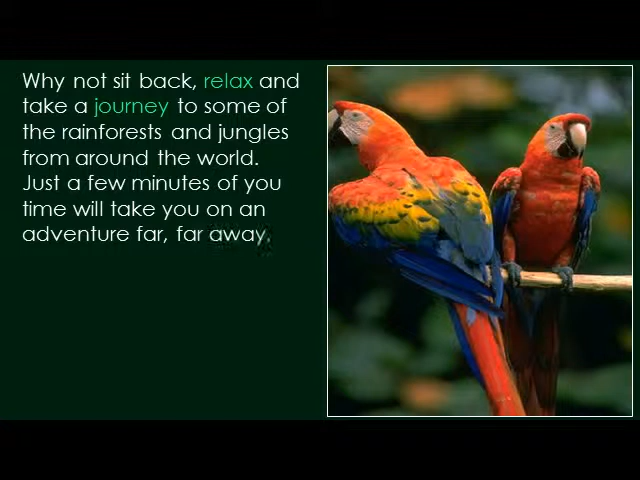 Why not sit back, relax and
take a journey to some of
the rainforests and jungles
from around the world.
Just a few minutes of you
time will take you on an
adventure far, far away.